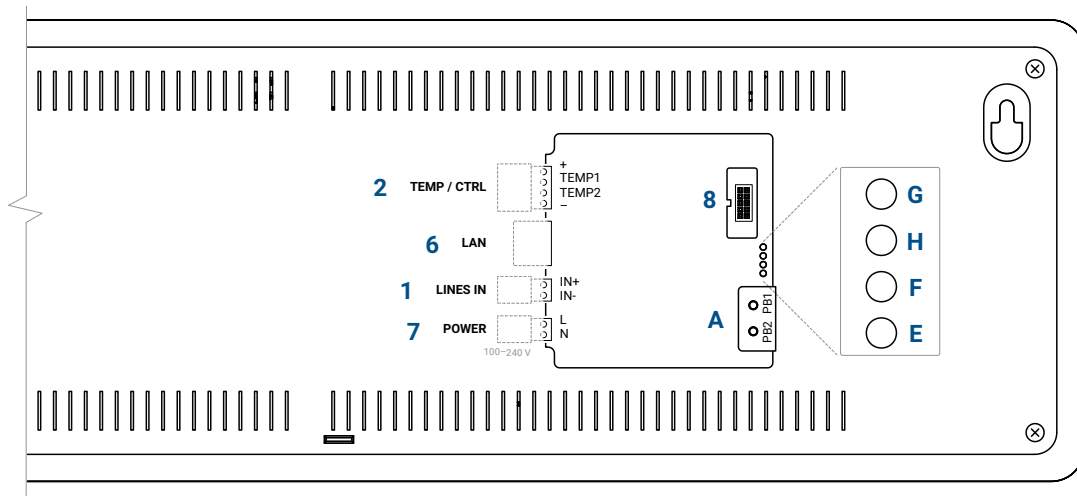 2 TEMP / CTRL
+
TEMP1
TEMP2
–
6 LAN
1 LINES IN
IN+
IN-
7 POWER
L
N
100–240 V
8
A
PB1
PB2
G
H
F
E